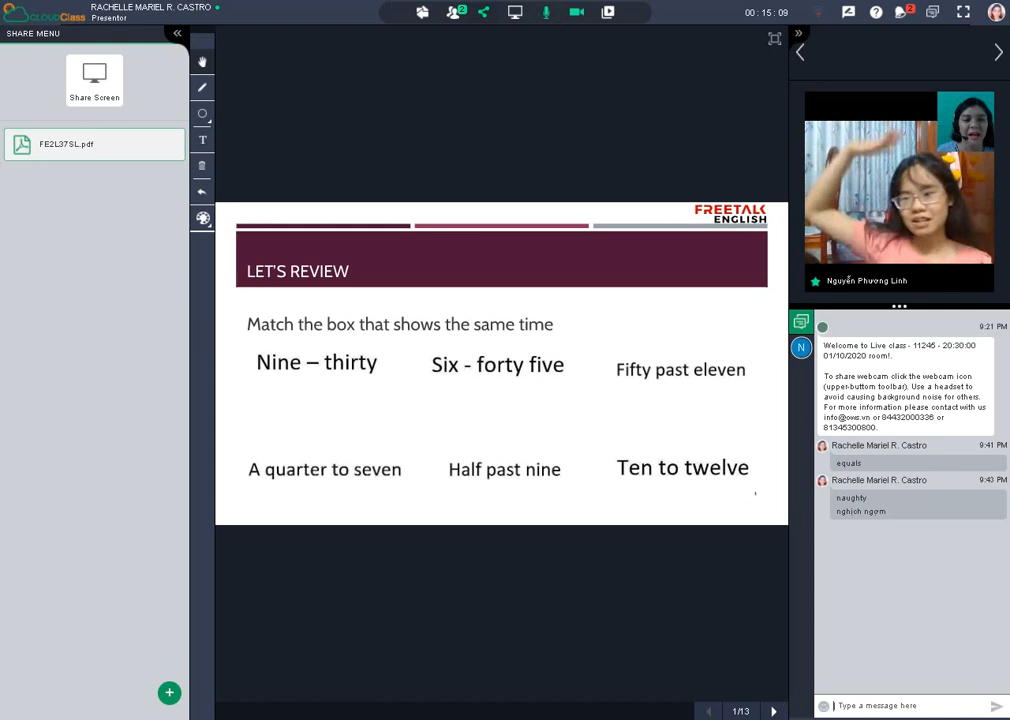 RACHELLE MARIEL R. CASTRO
CLOUDClass
Presentor
2
00 : 15 : 09
2
SHARE MENU
Share Screen
FE2L37SL.pdf
T
FREETALK
ENGLISH
LET'S REVIEW
Match the box that shows the same time
Nine – thirty
Six - forty five
Fifty past eleven
A quarter to seven
Half past nine
Ten to twelve
1/13
Nguyễn Phương Linh
9:21 PM
N
Welcome to Live class - 11245 - 20:30:00
01/10/2020 room!.
To share webcam click the webcam icon
(upper-buttom toolbar). Use a headset to
avoid causing background noise for others.
For more information please contact with us
info@ows.vn or 84432000336 or
81345300800.
Rachelle Mariel R. Castro
9:41 PM
equals
Rachelle Mariel R. Castro
9:43 PM
naughty
nghịch ngợm
Type a message here